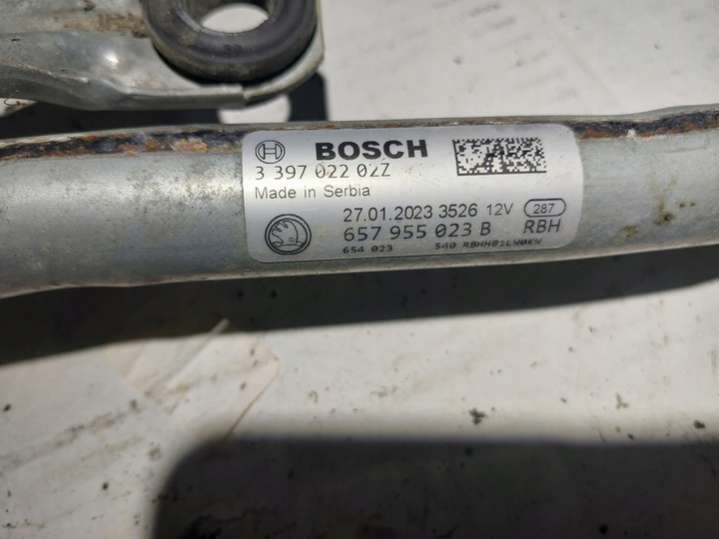 BOSCH
3 397 022 02Z
Made in Serbia
27.01.2023 3526 12V 287
657 955 023 B RBH
654 023 540